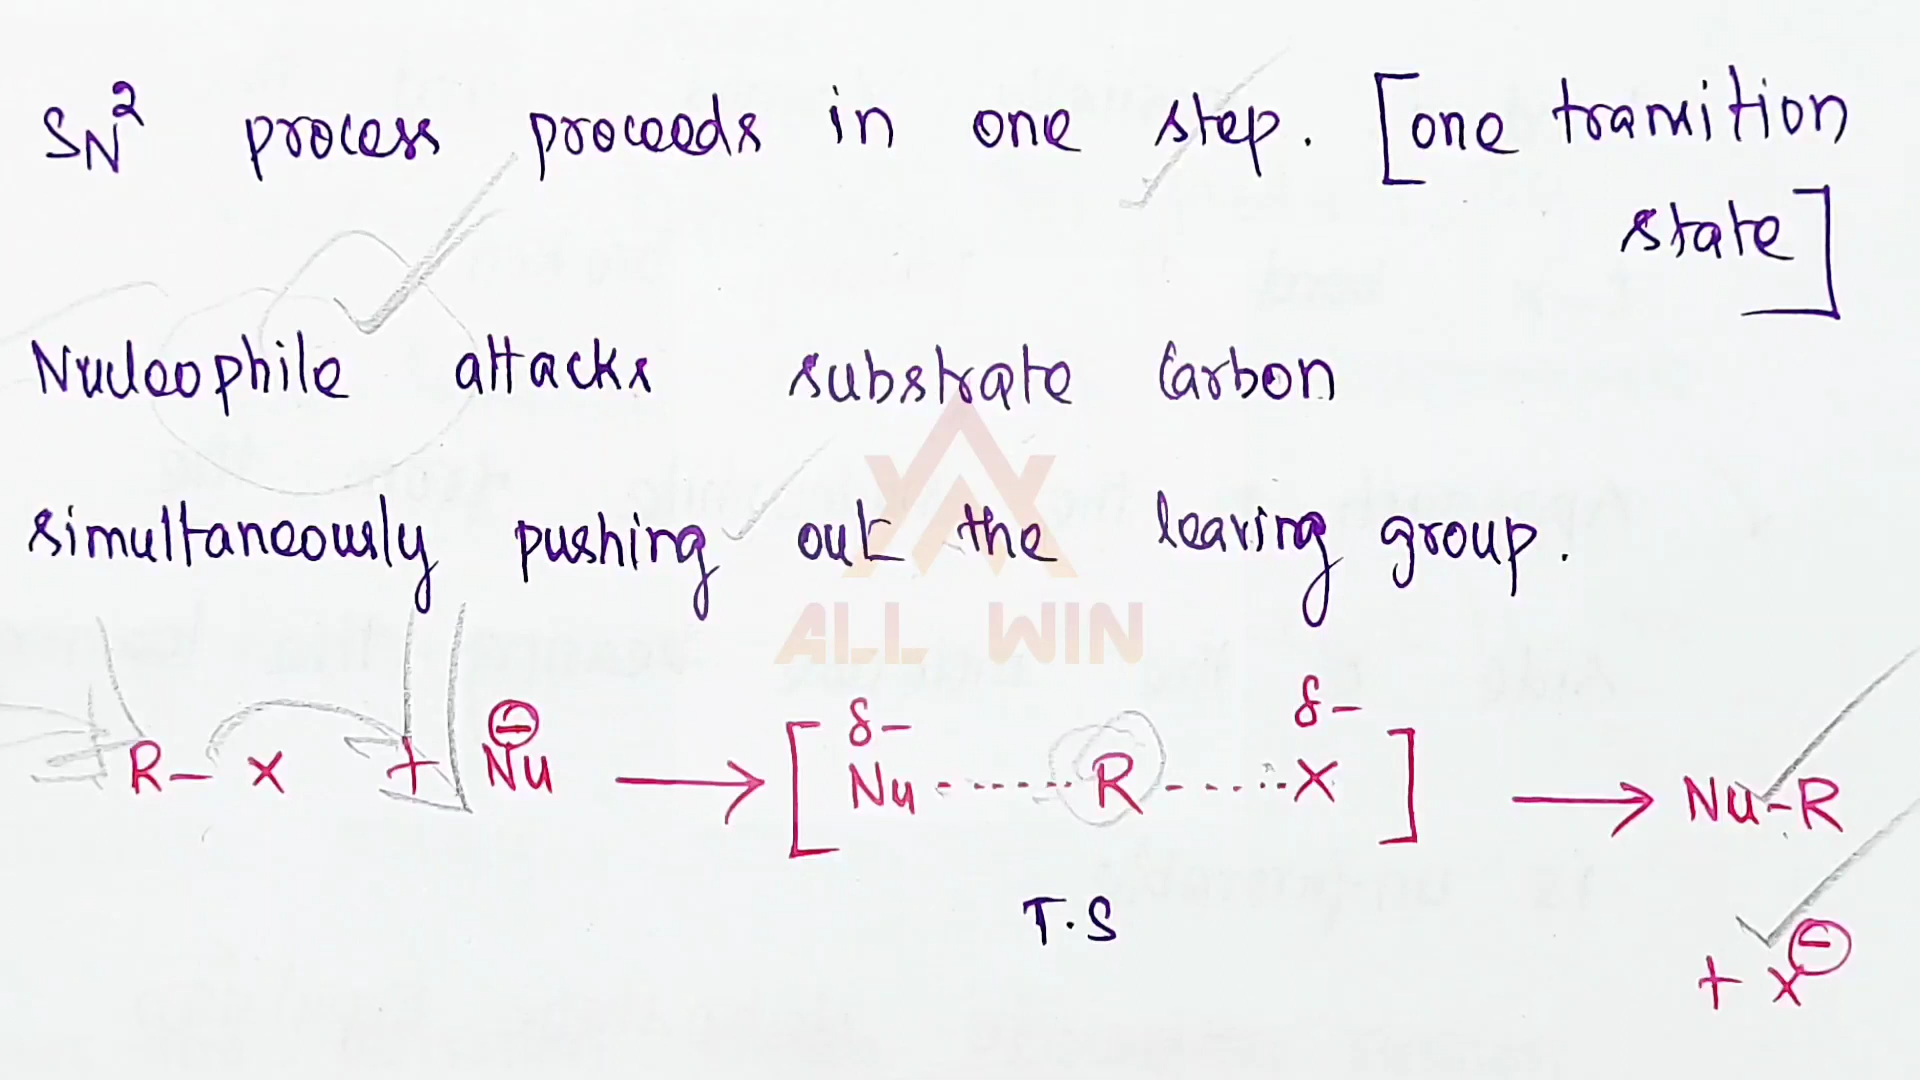 SN² process proceeds in one step. [one transition
state]
Nucleophile attacks substrate carbon
simultaneously pushing out the leaving group.
R – X + Nu⊖ → [Nu δ– ····· R ····· X δ–] → Nu–R
T.S
+ X⊖
ALL WIN